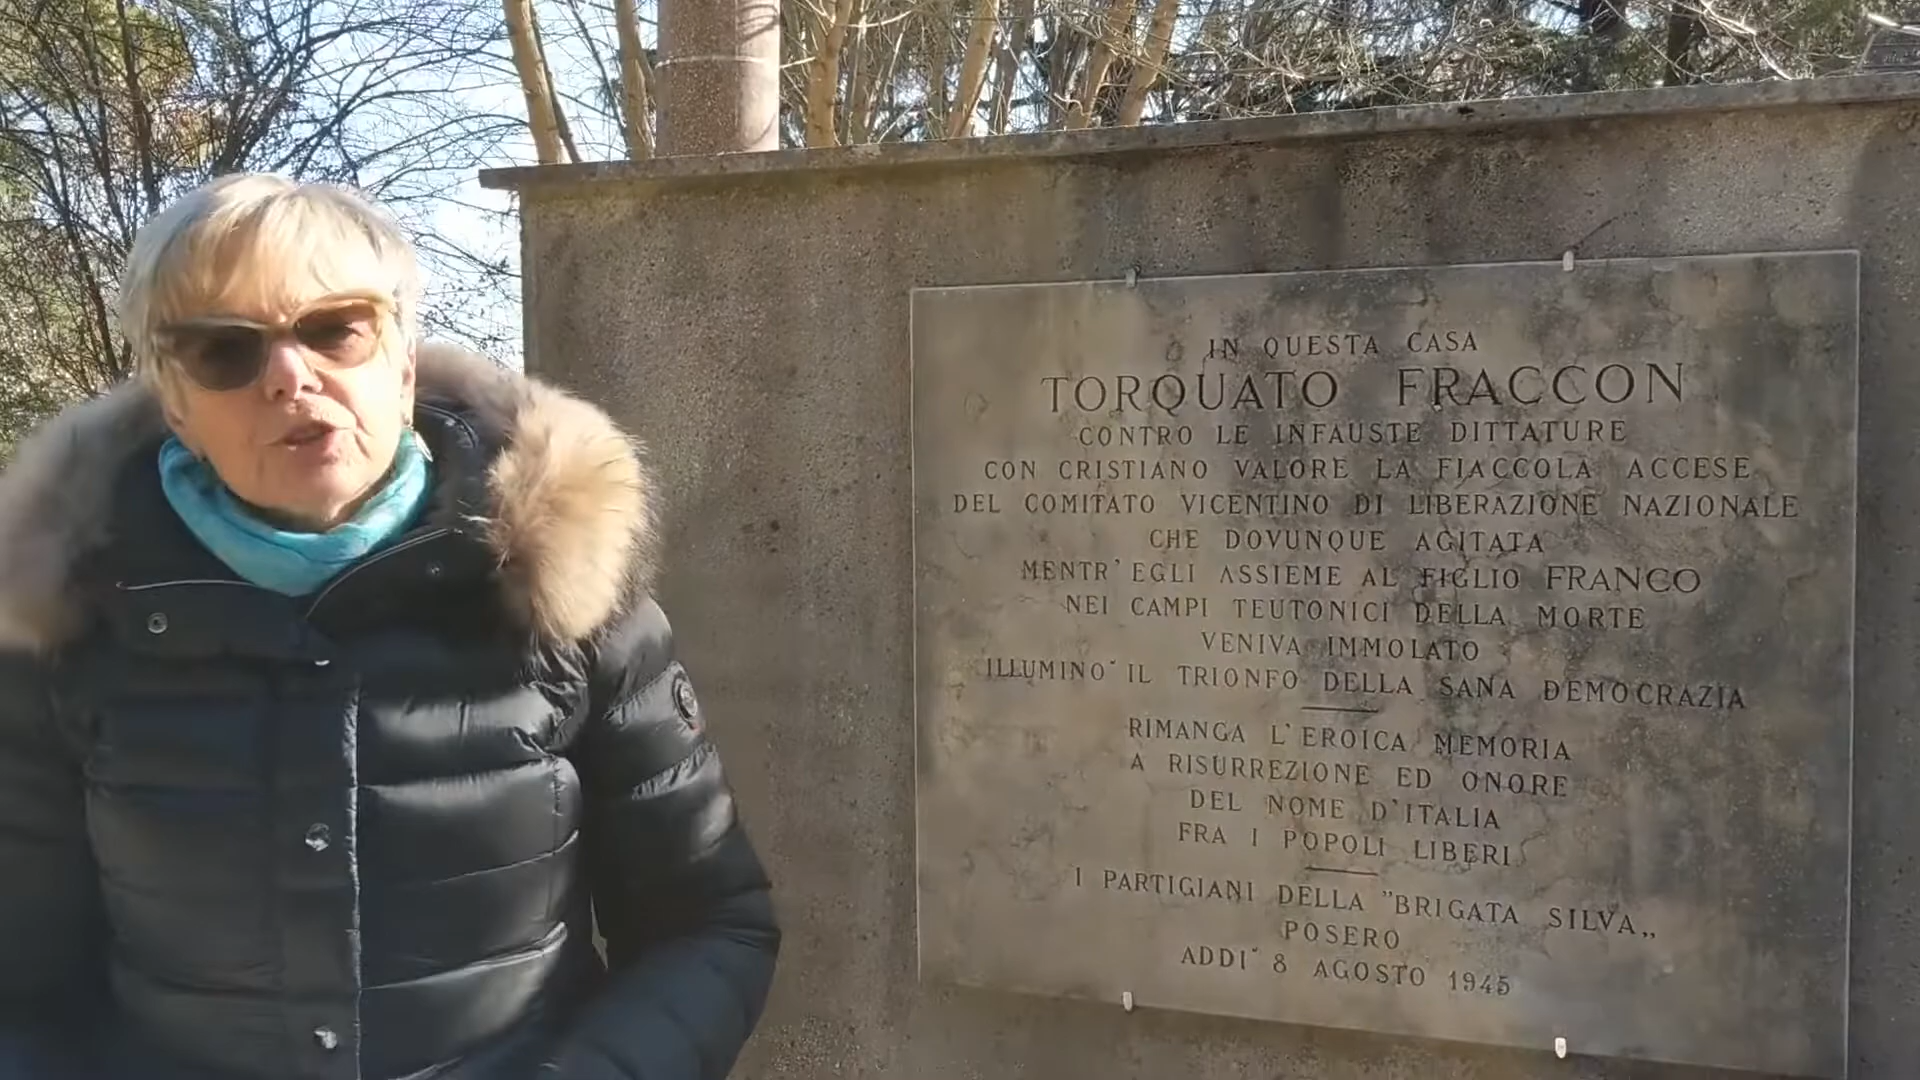 IN QUESTA CASA
TORQUATO FRACCON
CONTRO LE INFAUSTE DITTATURE
CON CRISTIANO VALORE LA FIACCOLA ACCESE
DEL COMITATO VICENTINO DI LIBERAZIONE NAZIONALE
CHE DOVUNQUE AGITATA
MENTR'EGLI ASSIEME AL FIGLIO FRANCO
NEI CAMPI TEUTONICI DELLA MORTE
VENIVA IMMOLATO
ILLUMINO' IL TRIONFO DELLA SANA DEMOCRAZIA
RIMANGA L'EROICA MEMORIA
A RISURREZIONE ED ONORE
DEL NOME D'ITALIA
FRA I POPOLI LIBERI
I PARTIGIANI DELLA "BRIGATA SILVA„
POSERO
ADDI' 8 AGOSTO 1945